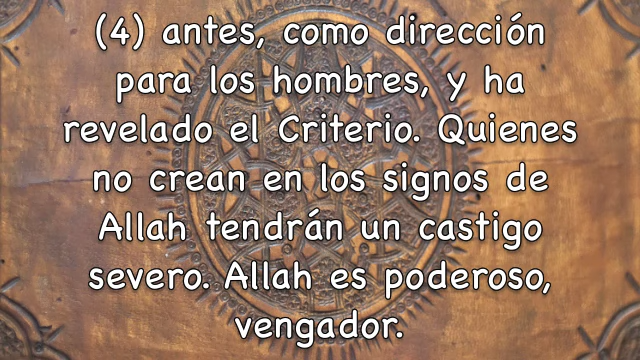 (4) antes, como dirección
para los hombres, y ha
revelado el Criterio. Quienes
no crean en los signos de
Allah tendrán un castigo
severo. Allah es poderoso,
vengador.